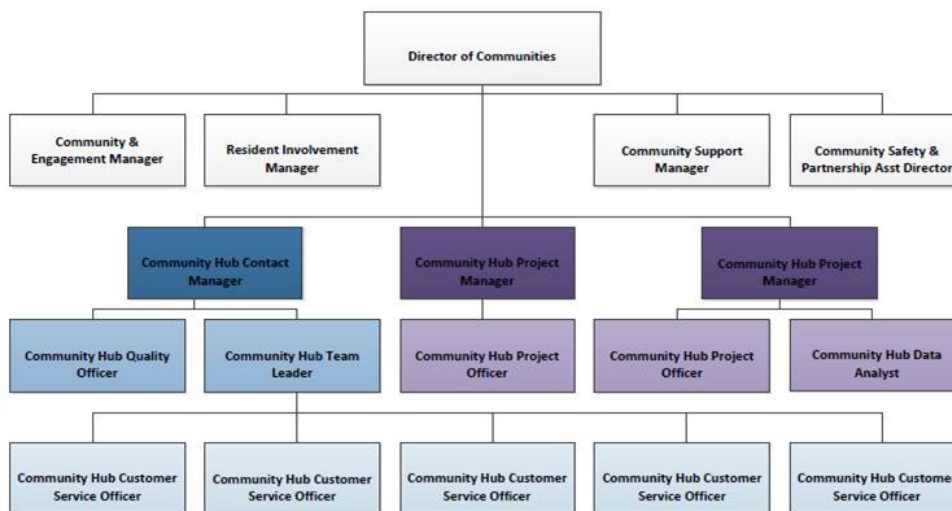 Director of Communities
Community &
Engagement Manager
Resident Involvement
Manager
Community Support
Manager
Community Safety &
Partnership Asst Director
Community Hub Contact
Manager
Community Hub Project
Manager
Community Hub Project
Manager
Community Hub Quality
Officer
Community Hub Team
Leader
Community Hub Project
Officer
Community Hub Project
Officer
Community Hub Data
Analyst
Community Hub Customer
Service Officer
Community Hub Customer
Service Officer
Community Hub Customer
Service Officer
Community Hub Customer
Service Officer
Community Hub Customer
Service Officer